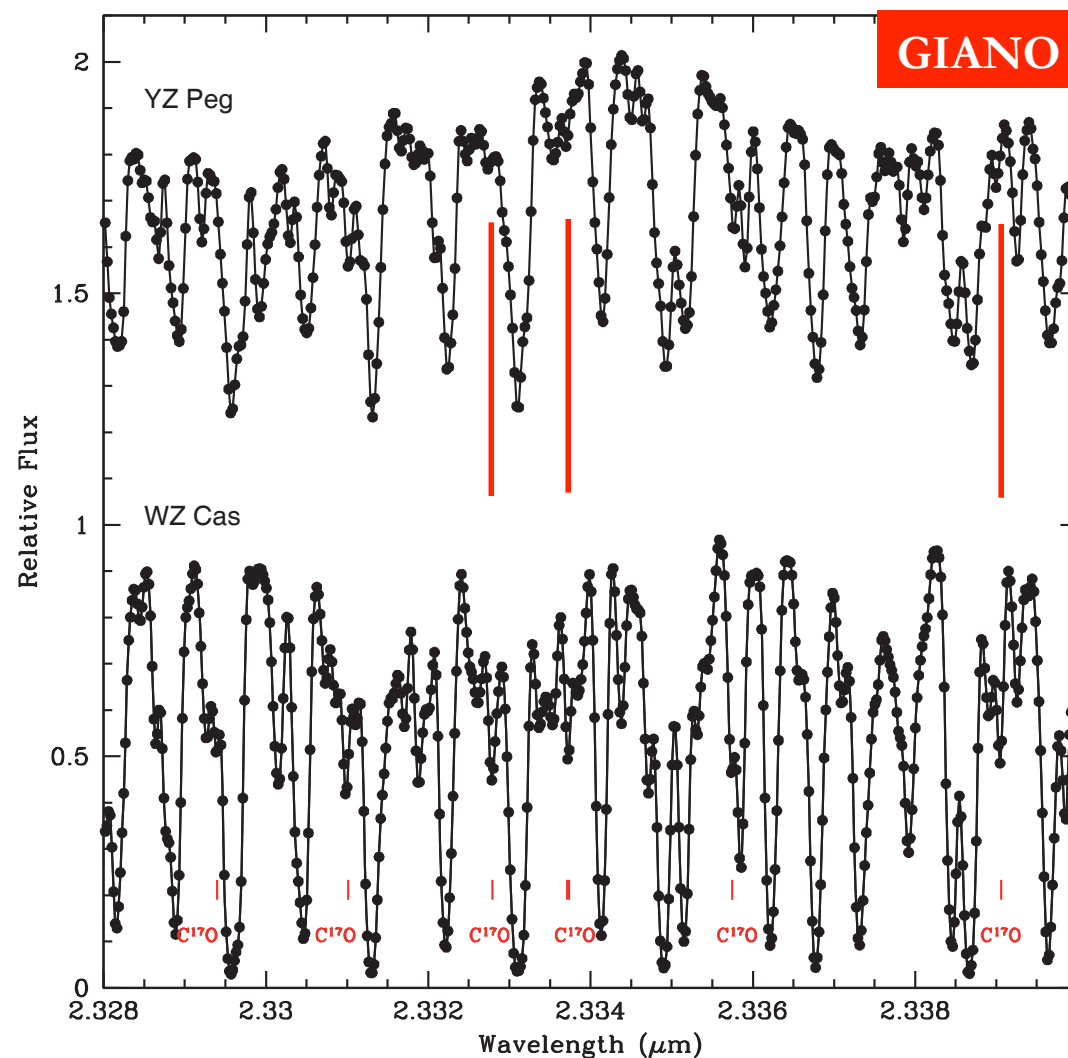 GIANO
2
YZ Peg
1.5
Relative Flux
1
WZ Cas
0.5
C¹⁷O C¹⁷O C¹⁷O C¹⁷O C¹⁷O C¹⁷O
0
2.328 2.33 2.332 2.334 2.336 2.338
Wavelength (μm)